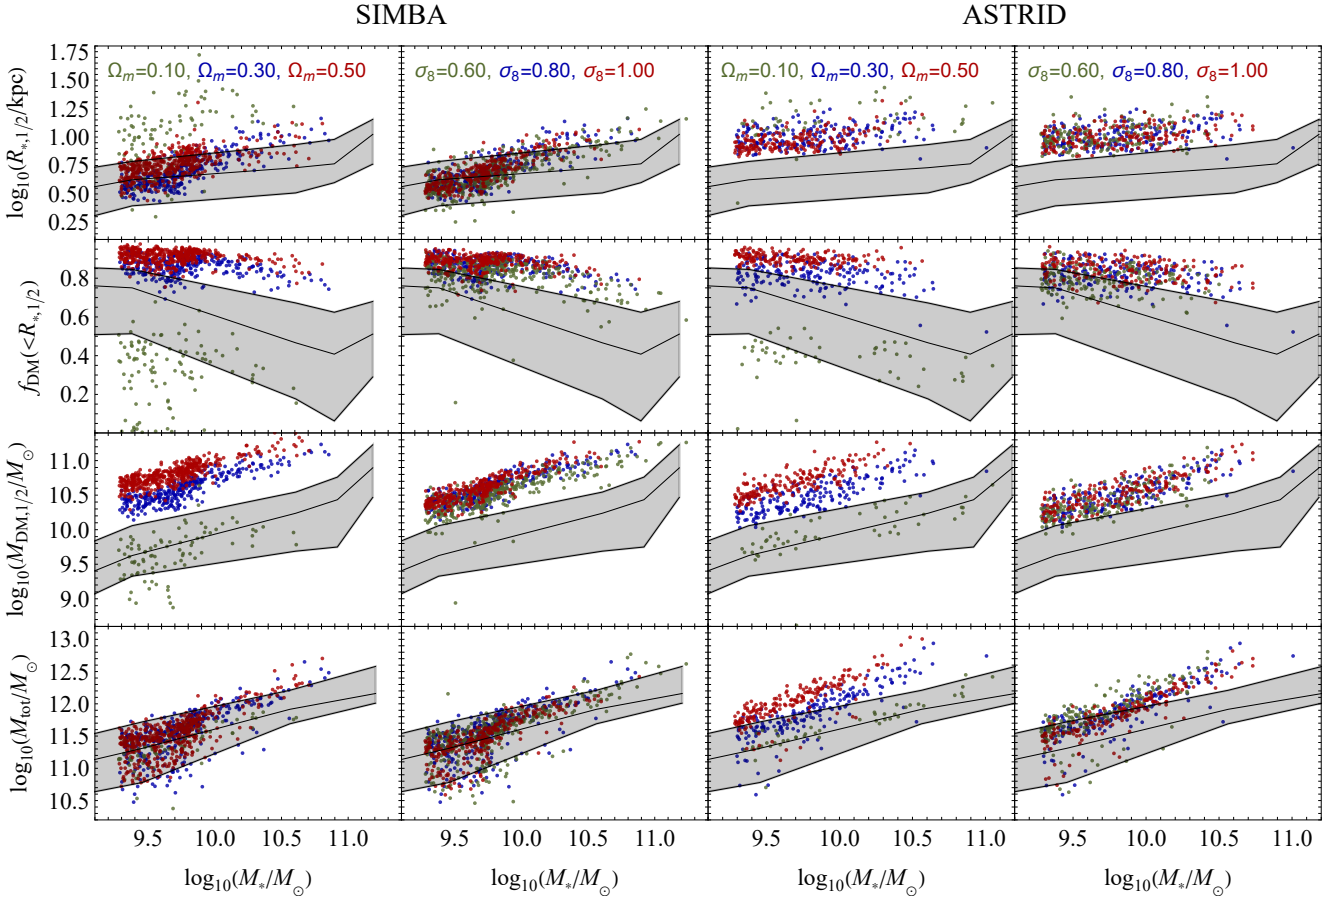 SIMBA ASTRID
1.75 1.50 1.25 1.00 0.75 0.50 0.25
log₁₀(R*,1/2/kpc)
Ωₘ=0.10, Ωₘ=0.30, Ωₘ=0.50
σ₈=0.60, σ₈=0.80, σ₈=1.00
Ωₘ=0.10, Ωₘ=0.30, Ωₘ=0.50
σ₈=0.60, σ₈=0.80, σ₈=1.00
0.8 0.6 0.4 0.2
f_DM(<R*,1/2)
11.0 10.5 10.0 9.5 9.0
log₁₀(M_DM,1/2/M⊙)
13.0 12.5 12.0 11.5 11.0 10.5
log₁₀(M_tot/M⊙)
9.5 10.0 10.5 11.0 9.5 10.0 10.5 11.0 9.5 10.0 10.5 11.0 9.5 10.0 10.5 11.0
log₁₀(M*/M⊙) log₁₀(M*/M⊙) log₁₀(M*/M⊙) log₁₀(M*/M⊙)